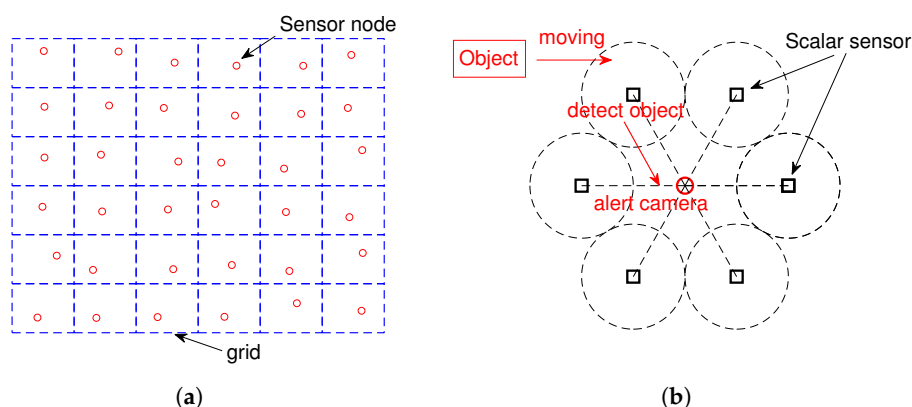 Sensor node
grid
(a)
moving
Object
Scalar sensor
detect object
alert camera
(b)